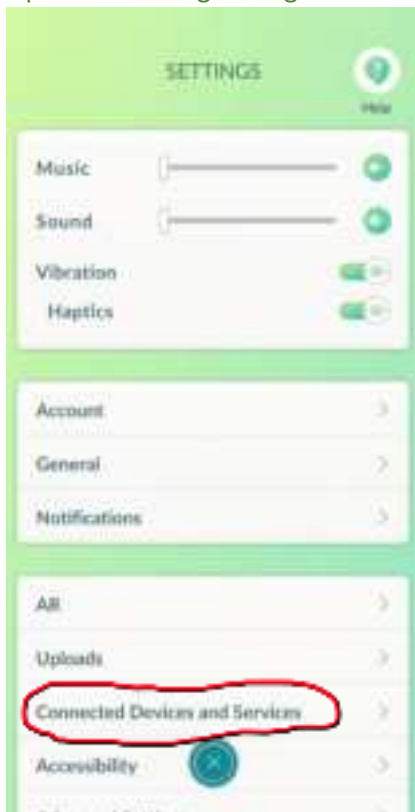 SETTINGS
Help
Music
Sound
Vibration
Haptics
Account
General
Notifications
AR
Uploads
Connected Devices and Services
Accessibility